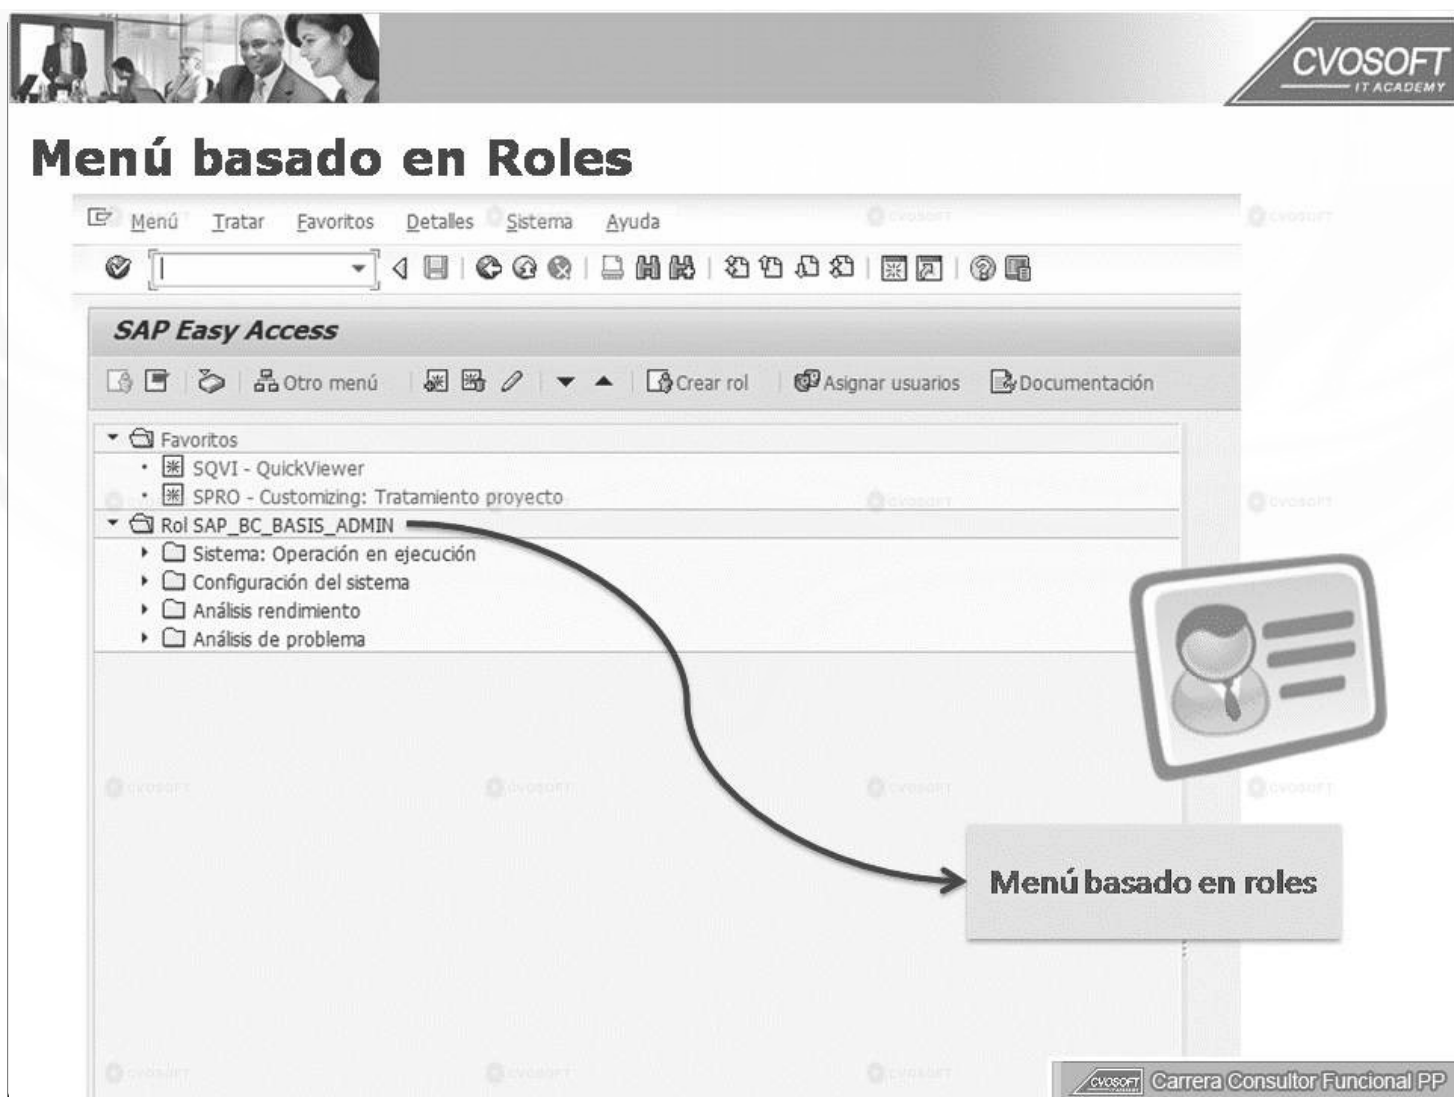 CVOSOFT
IT ACADEMY
Menú basado en Roles
Menú Tratar Favoritos Detalles Sistema Ayuda
SAP Easy Access
Otro menú Crear rol Asignar usuarios Documentación
Favoritos
SQVI - QuickViewer
SPRO - Customizing: Tratamiento proyecto
Rol SAP_BC_BASIS_ADMIN
Sistema: Operación en ejecución
Configuración del sistema
Análisis rendimiento
Análisis de problema
Menú basado en roles
CVOSOFT Carrera Consultor Funcional PP